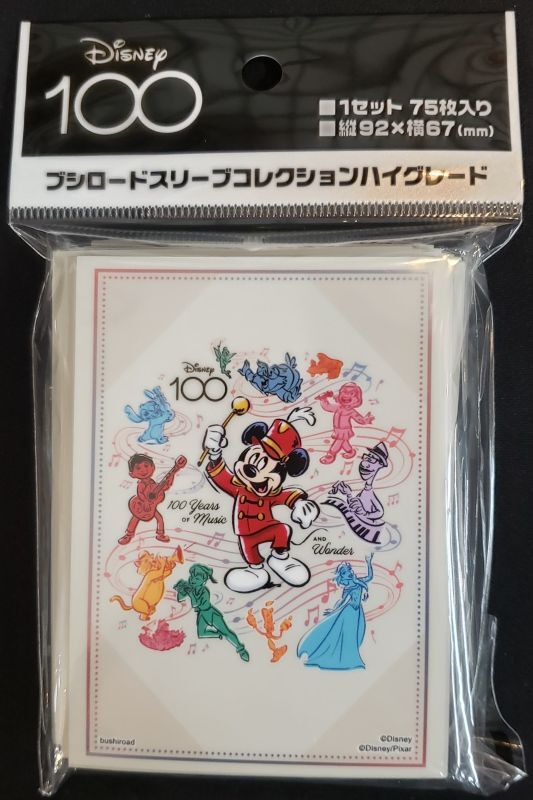 Disney
100
■1セット 75枚入り
■縦92×横67(mm)
ブシロードスリーブコレクションハイグレード
Disney
100
100 Years
OF Music
AND
Wonder
bushiroad
©Disney
©Disney/Pixar